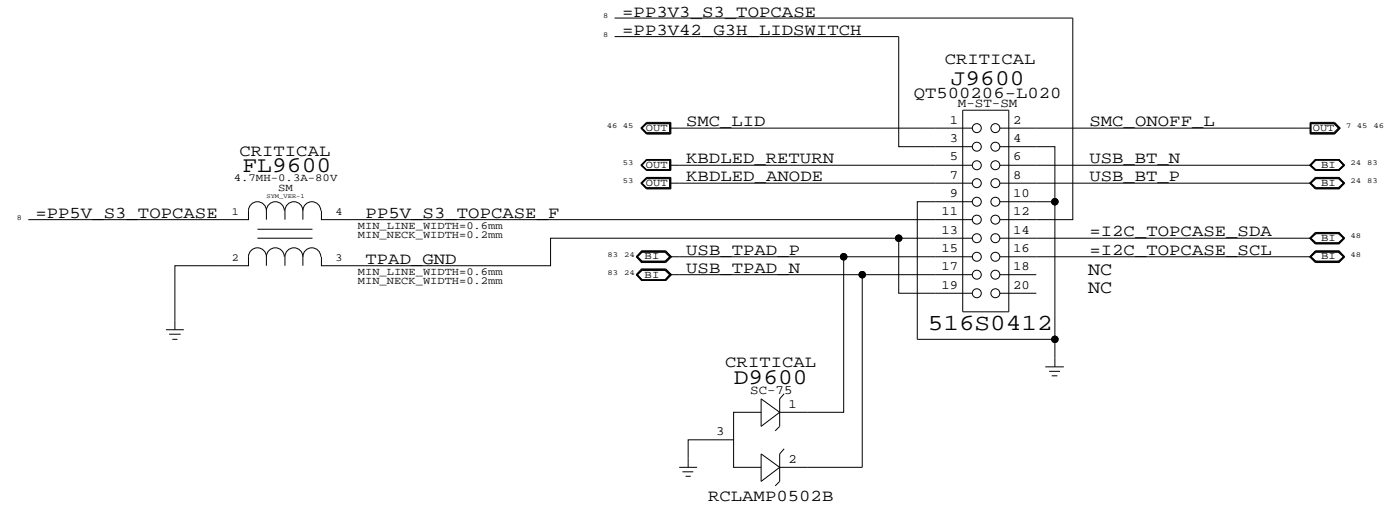 8 =PP3V3_S3_TOPCASE
8 =PP3V42_G3H_LIDSWITCH
CRITICAL
J9600
QT500206-L020
M-ST-SM
46 45 OUT SMC_LID 1 2 SMC_ONOFF_L OUT 7 45 46
3 4
53 OUT KBDLED_RETURN 5 6 USB_BT_N BI 24 83
53 OUT KBDLED_ANODE 7 8 USB_BT_P BI 24 83
9 10
CRITICAL
FL9600
4.7MH-0.3A-80V
SM
SYM_VER-1
8 =PP5V_S3_TOPCASE 1 4 PP5V_S3_TOPCASE_F 11 12
MIN_LINE_WIDTH=0.6mm
MIN_NECK_WIDTH=0.2mm
13 14 =I2C_TOPCASE_SDA BI 48
83 24 BI USB_TPAD_P 15 16 =I2C_TOPCASE_SCL BI 48
2 3 TPAD_GND
MIN_LINE_WIDTH=0.6mm
MIN_NECK_WIDTH=0.2mm
83 24 BI USB_TPAD_N 17 18 NC
19 20 NC
516S0412
CRITICAL
D9600
SC-75
1
3
2
RCLAMP0502B